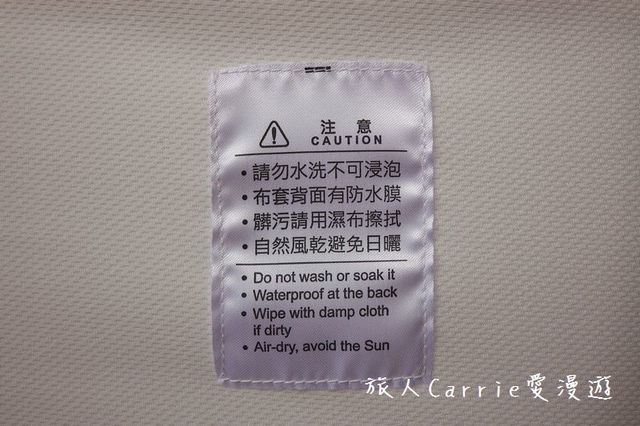 注 意
CAUTION
• 請勿水洗不可浸泡
• 布套背面有防水膜
• 髒污請用濕布擦拭
• 自然風乾避免日曬
• Do not wash or soak it
• Waterproof at the back
• Wipe with damp cloth
if dirty
• Air-dry, avoid the Sun
旅人Carrie愛漫遊